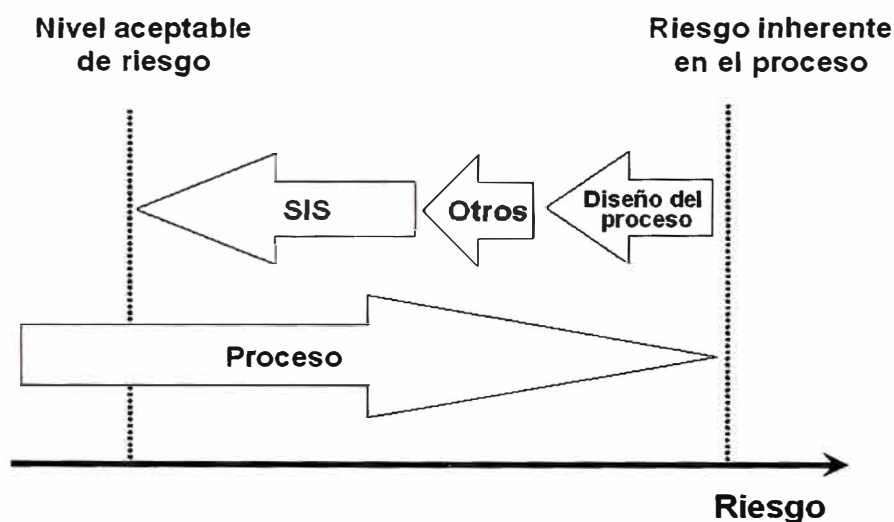 Nivel aceptable
de riesgo
Riesgo inherente
en el proceso
SIS
Otros
Diseño del
proceso
Proceso
Riesgo